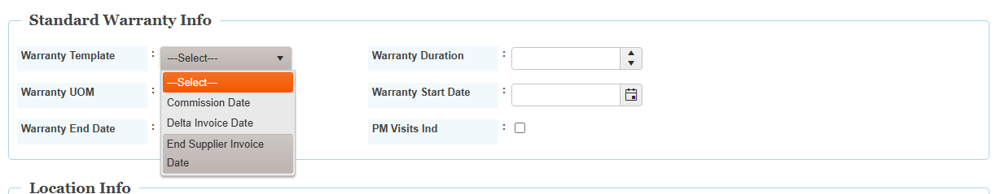 Standard Warranty Info
Warranty Template : ---Select--- Warranty Duration :
---Select---
Warranty UOM : Commission Date Warranty Start Date :
Delta Invoice Date
Warranty End Date : End Supplier Invoice PM Visits Ind :
Date
Location Info